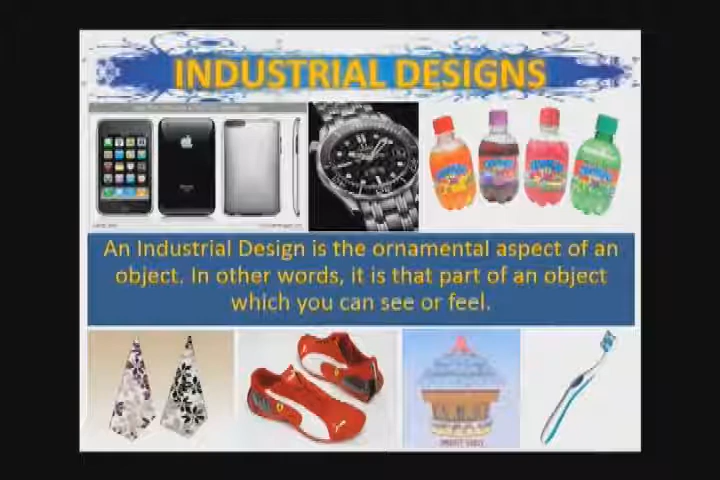 INDUSTRIAL DESIGNS
An Industrial Design is the ornamental aspect of an
object. In other words, it is that part of an object
which you can see or feel.